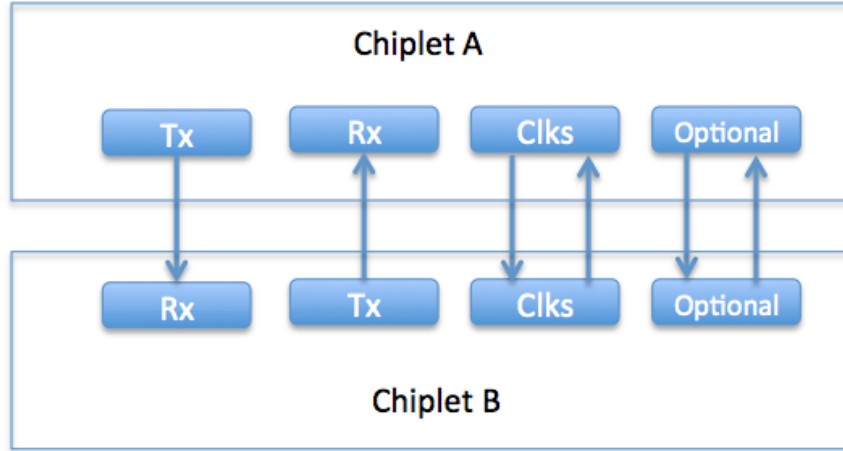 Chiplet A
Tx Rx Clks Optional
Rx Tx Clks Optional
Chiplet B